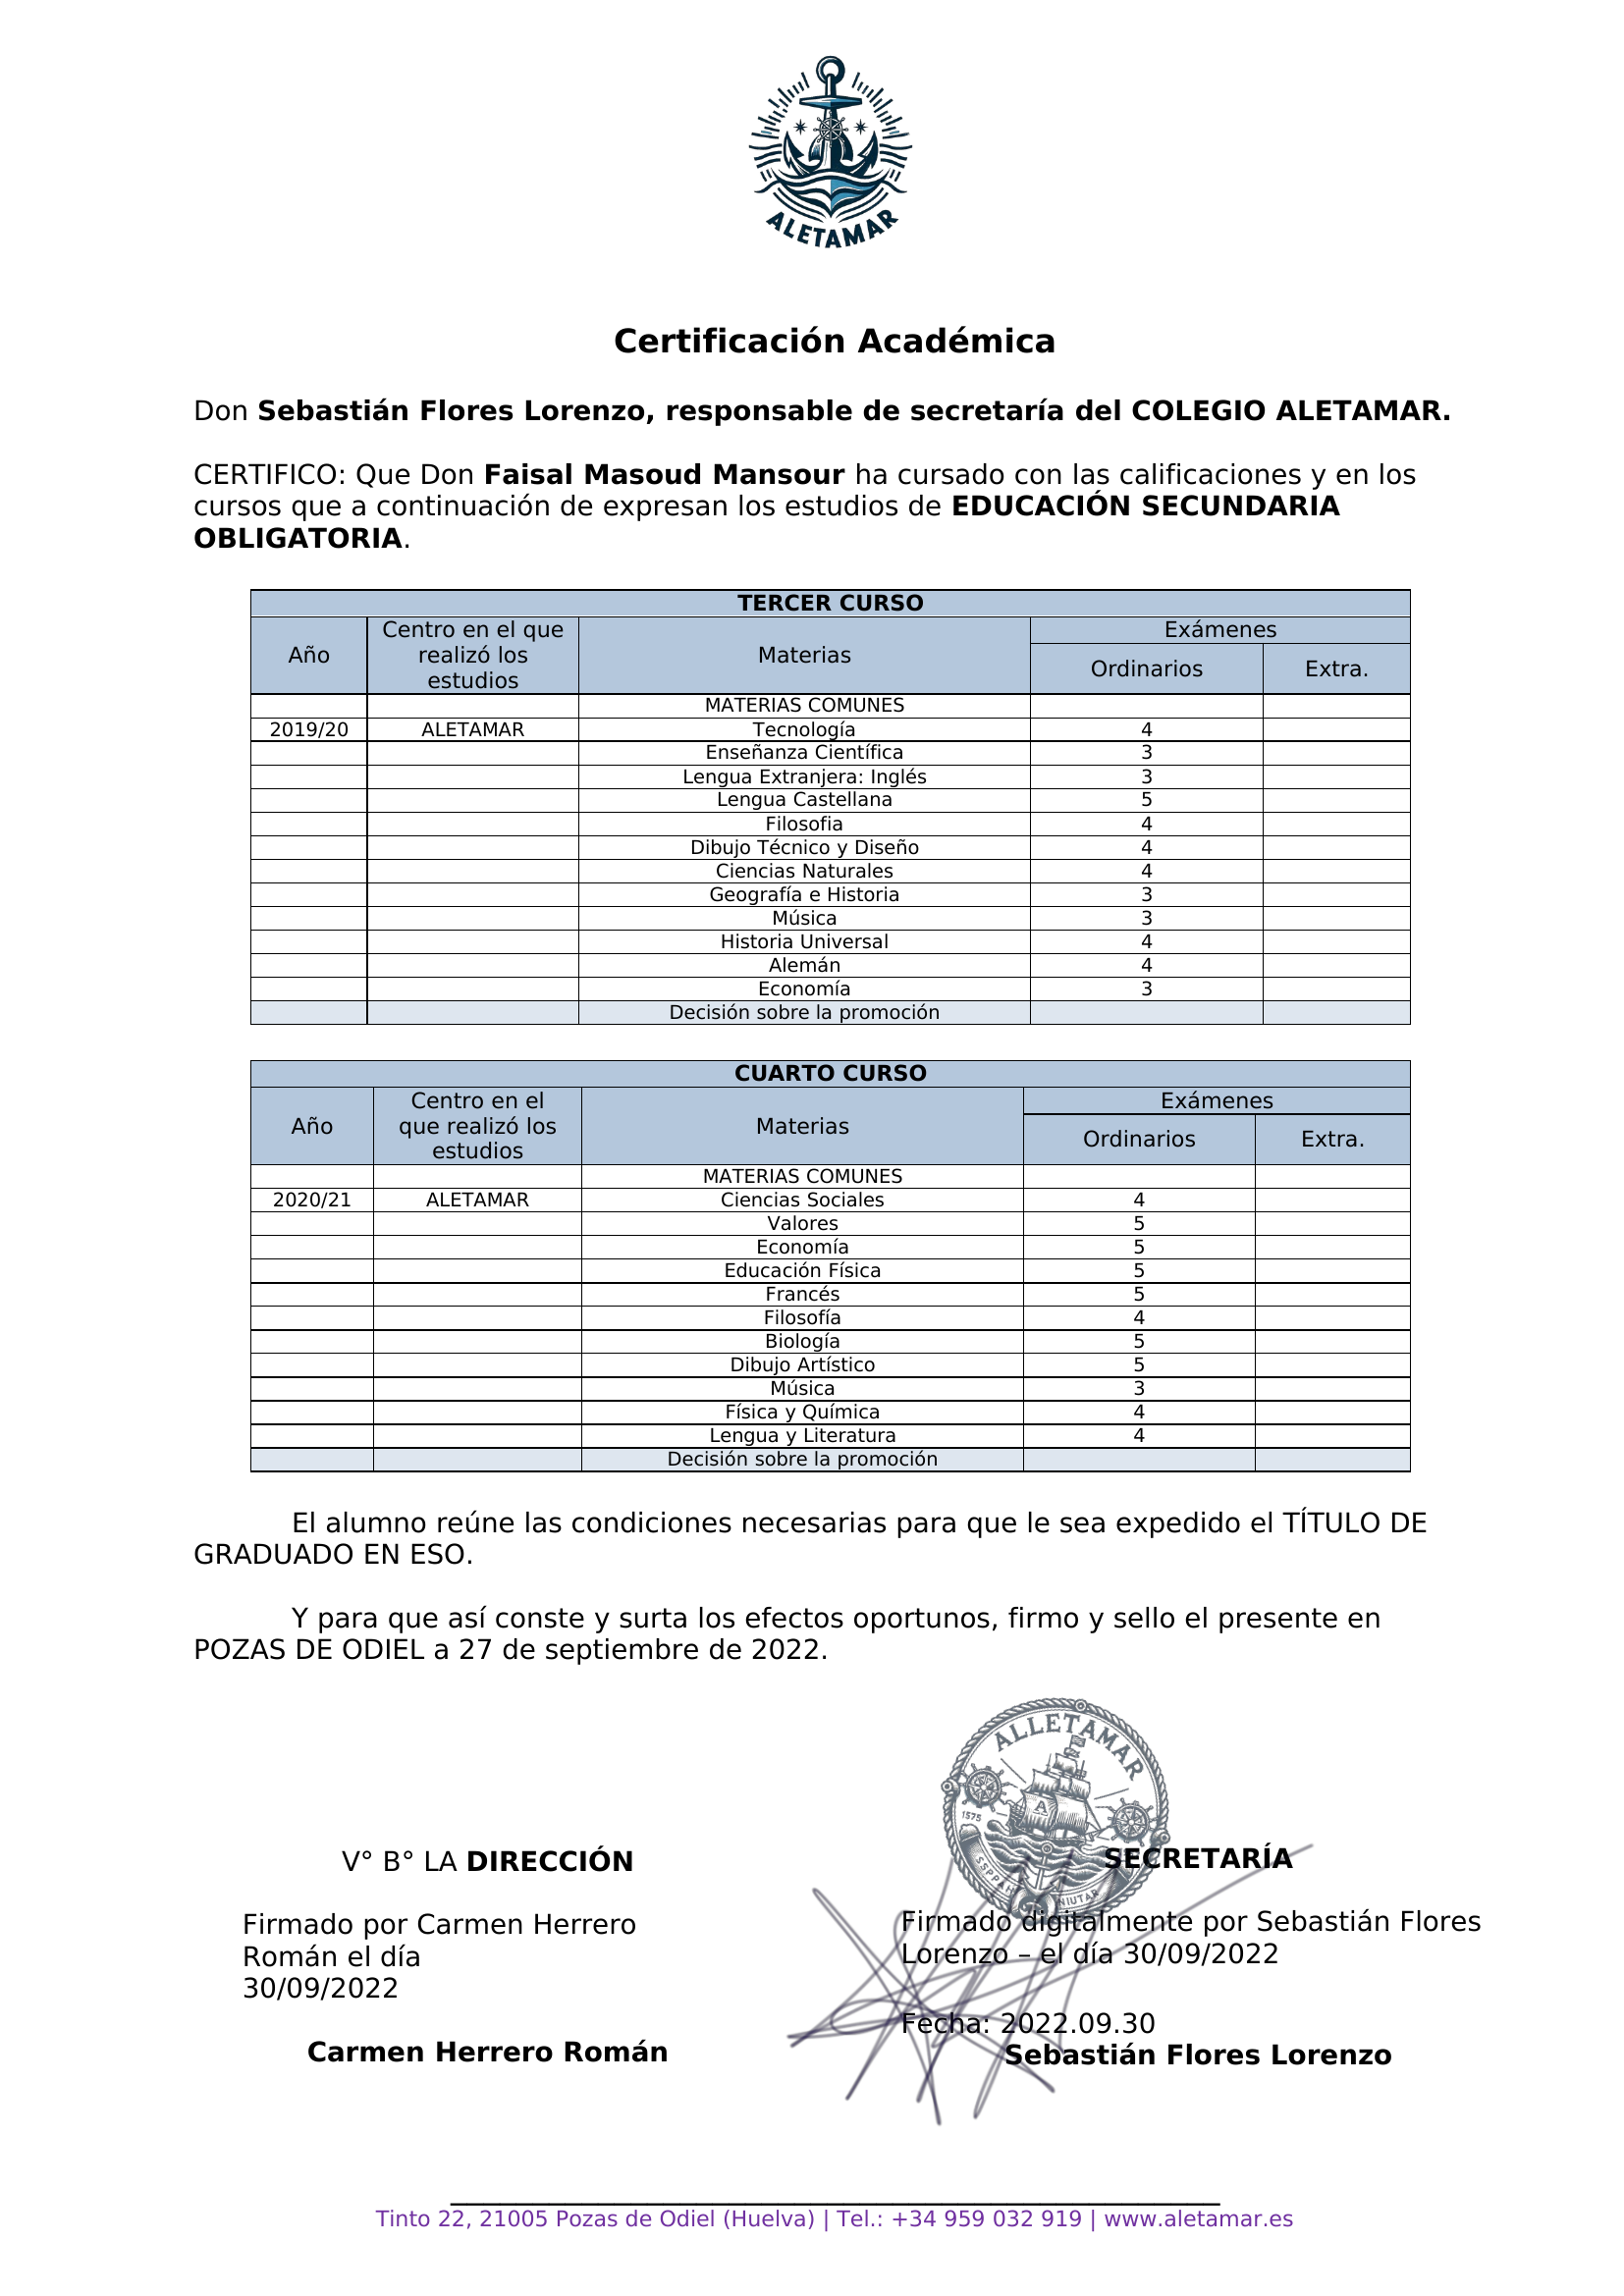 ALETAMAR
Certificación Académica
Don Sebastián Flores Lorenzo, responsable de secretaría del COLEGIO ALETAMAR.
CERTIFICO: Que Don Faisal Masoud Mansour ha cursado con las calificaciones y en los
cursos que a continuación de expresan los estudios de EDUCACIÓN SECUNDARIA
OBLIGATORIA.
TERCER CURSO
Año Centro en el que realizó los estudios Materias Exámenes
Ordinarios Extra.
MATERIAS COMUNES
2019/20 ALETAMAR Tecnología 4
Enseñanza Científica 3
Lengua Extranjera: Inglés 3
Lengua Castellana 5
Filosofia 4
Dibujo Técnico y Diseño 4
Ciencias Naturales 4
Geografía e Historia 3
Música 3
Historia Universal 4
Alemán 4
Economía 3
Decisión sobre la promoción
CUARTO CURSO
Año Centro en el que realizó los estudios Materias Exámenes
Ordinarios Extra.
MATERIAS COMUNES
2020/21 ALETAMAR Ciencias Sociales 4
Valores 5
Economía 5
Educación Física 5
Francés 5
Filosofía 4
Biología 5
Dibujo Artístico 5
Música 3
Física y Química 4
Lengua y Literatura 4
Decisión sobre la promoción
El alumno reúne las condiciones necesarias para que le sea expedido el TÍTULO DE
GRADUADO EN ESO.
Y para que así conste y surta los efectos oportunos, firmo y sello el presente en
POZAS DE ODIEL a 27 de septiembre de 2022.
ALLETAMAR
A
1575
V° B° LA DIRECCIÓN
SECRETARÍA
Firmado por Carmen Herrero
Román el día
30/09/2022
Carmen Herrero Román
Firmado digitalmente por Sebastián Flores
Lorenzo – el día 30/09/2022
Fecha: 2022.09.30
Sebastián Flores Lorenzo
Tinto 22, 21005 Pozas de Odiel (Huelva) | Tel.: +34 959 032 919 | www.aletamar.es